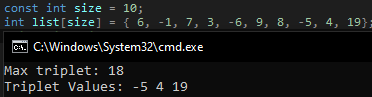 const int size = 10;
int list[size] = { 6, -1, 7, 3, -6, 9, 8, -5, 4, 19};
C:\Windows\System32\cmd.exe
Max triplet: 18
Triplet Values: -5 4 19